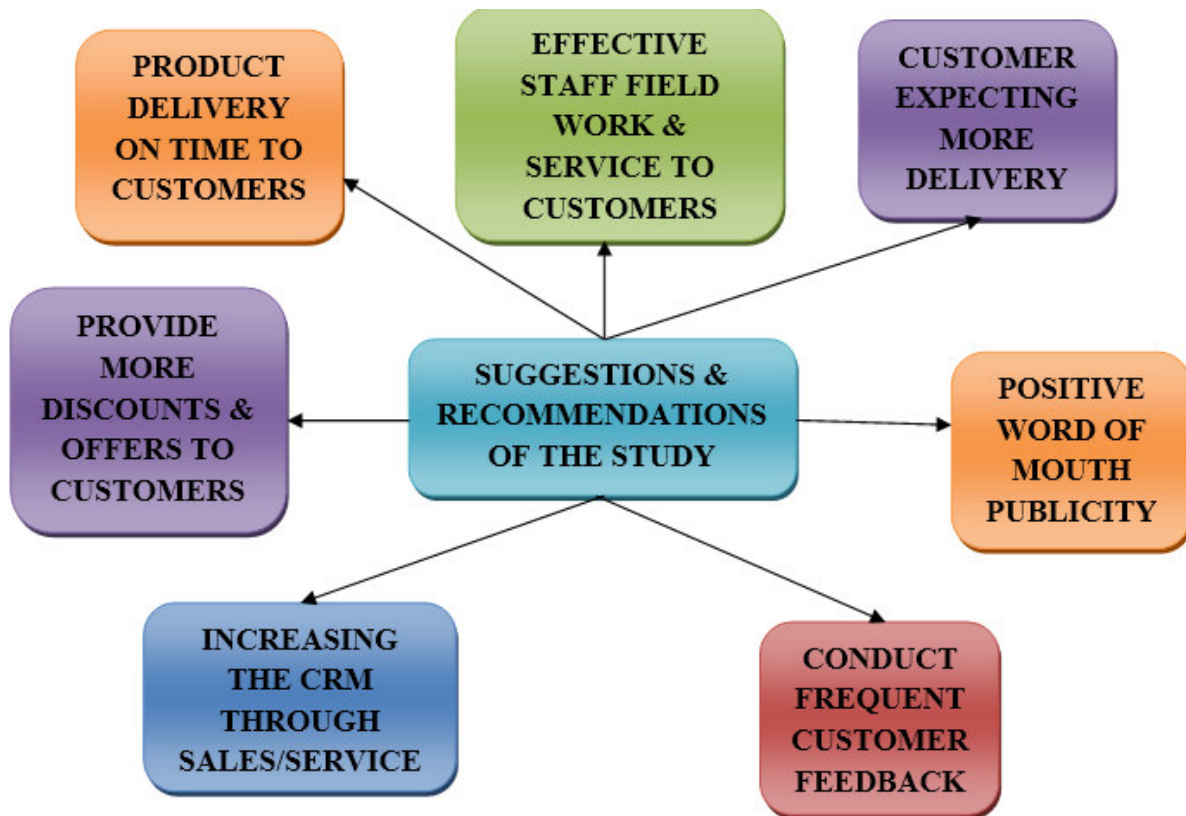 PRODUCT
DELIVERY
ON TIME TO
CUSTOMERS
EFFECTIVE
STAFF FIELD
WORK &
SERVICE TO
CUSTOMERS
CUSTOMER
EXPECTING
MORE
DELIVERY
PROVIDE
MORE
DISCOUNTS &
OFFERS TO
CUSTOMERS
SUGGESTIONS &
RECOMMENDATIONS
OF THE STUDY
POSITIVE
WORD OF
MOUTH
PUBLICITY
INCREASING
THE CRM
THROUGH
SALES/SERVICE
CONDUCT
FREQUENT
CUSTOMER
FEEDBACK